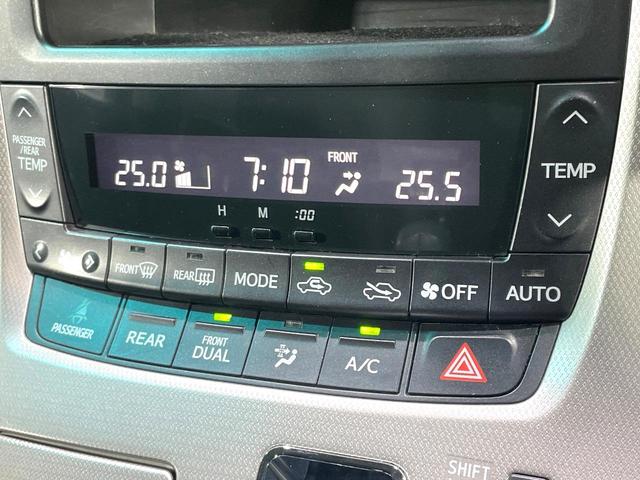 PASSENGER
/REAR
TEMP
25.0
7:10
FRONT
25.5
TEMP
H M :00
FRONT
REAR
MODE
OFF
AUTO
PASSENGER
REAR
FRONT
DUAL
A/C
SHIFT